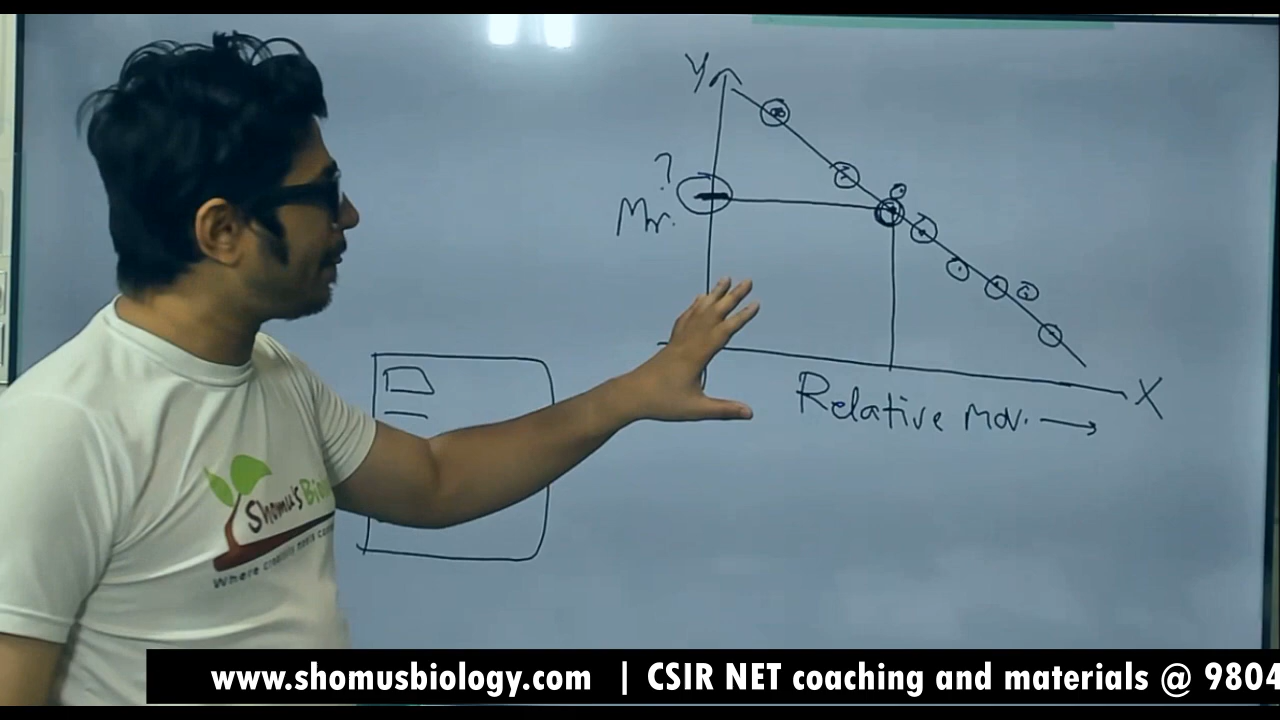 Y
?
Mr.
X
Relative Mov. →
Shomu's Bio
Where creativity meets
www.shomusbiology.com | CSIR NET coaching and materials @ 9804